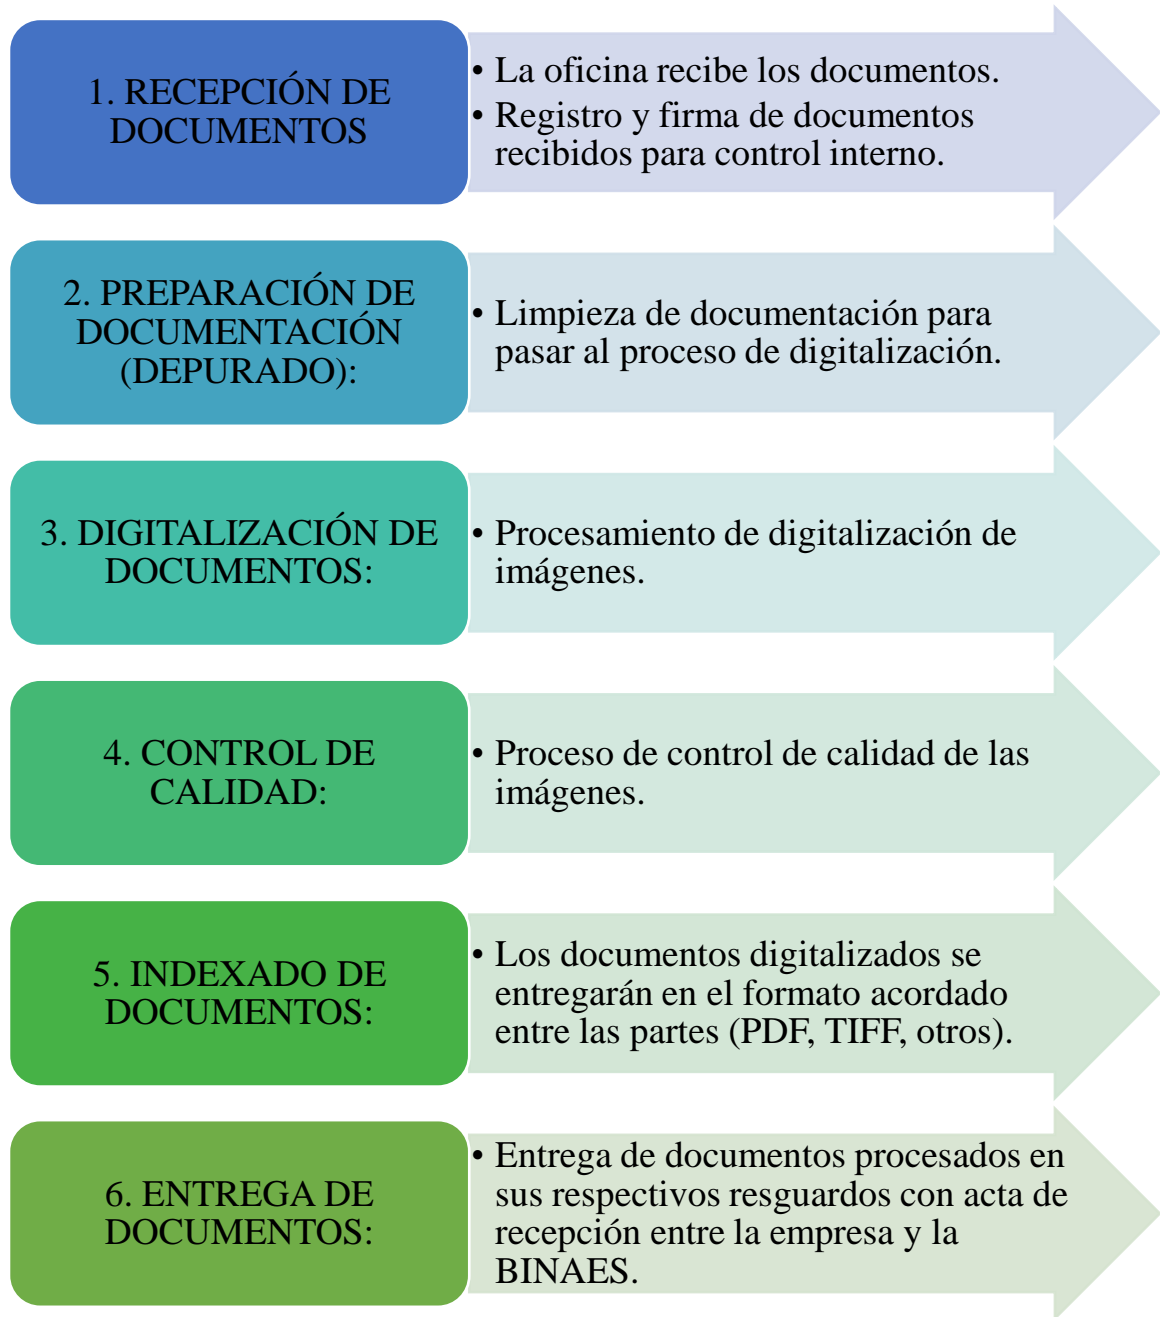 1. RECEPCIÓN DE
DOCUMENTOS
• La oficina recibe los documentos.
• Registro y firma de documentos
recibidos para control interno.
2. PREPARACIÓN DE
DOCUMENTACIÓN
(DEPURADO):
• Limpieza de documentación para
pasar al proceso de digitalización.
3. DIGITALIZACIÓN DE
DOCUMENTOS:
• Procesamiento de digitalización de
imágenes.
4. CONTROL DE
CALIDAD:
• Proceso de control de calidad de las
imágenes.
5. INDEXADO DE
DOCUMENTOS:
• Los documentos digitalizados se
entregarán en el formato acordado
entre las partes (PDF, TIFF, otros).
6. ENTREGA DE
DOCUMENTOS:
• Entrega de documentos procesados en
sus respectivos resguardos con acta de
recepción entre la empresa y la
BINAES.